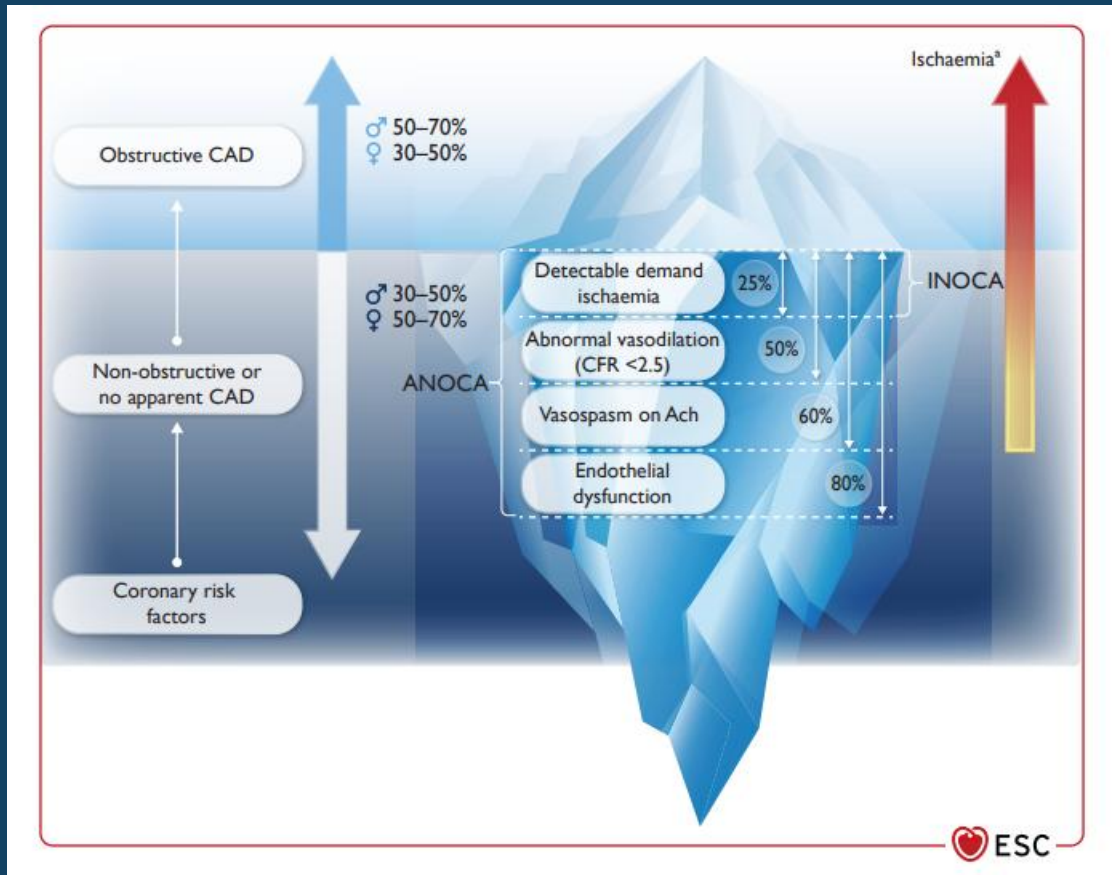 Ischaemiaᵃ
Obstructive CAD
♂ 50–70%
♀ 30–50%
♂ 30–50%
♀ 50–70%
Non-obstructive or
no apparent CAD
Coronary risk
factors
ANOCA
Detectable demand
ischaemia
25%
INOCA
Abnormal vasodilation
(CFR <2.5)
50%
Vasospasm on Ach
60%
Endothelial
dysfunction
80%
ESC